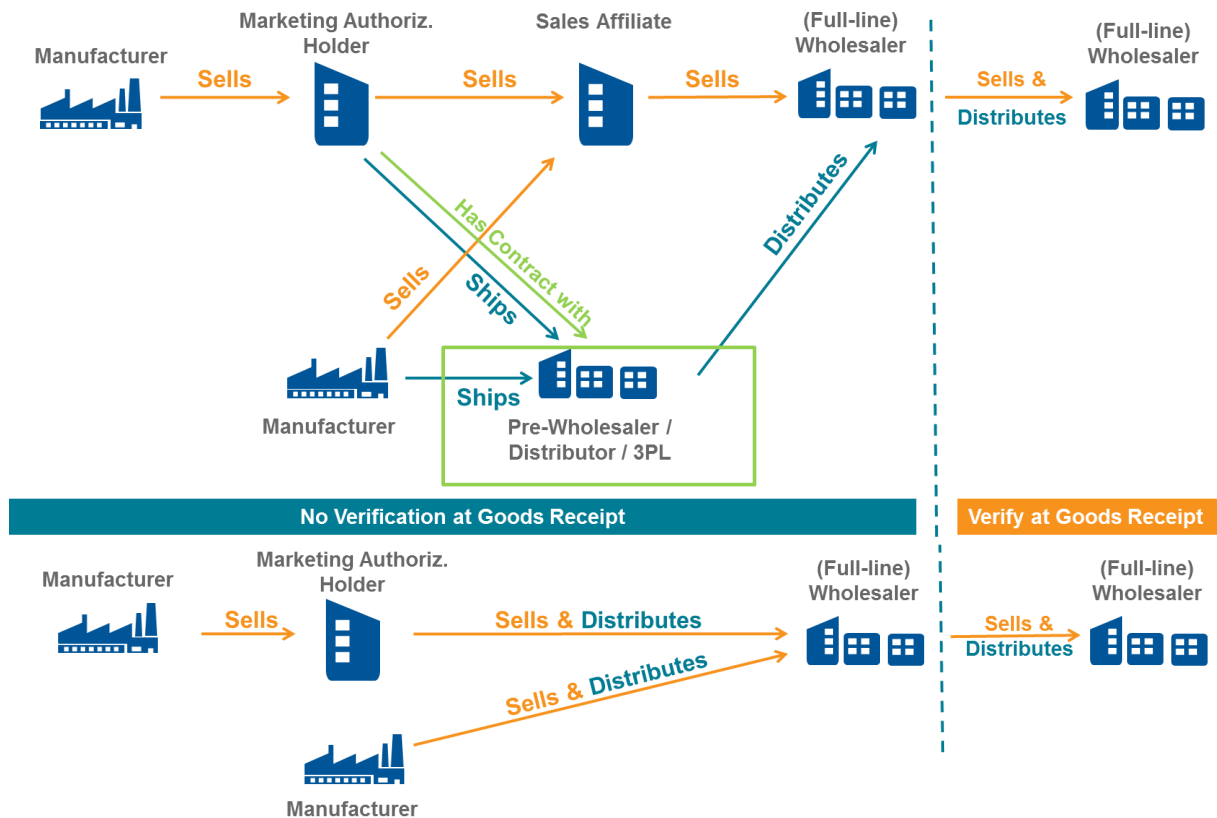 Marketing Authoriz.
Holder
Sales Affiliate
(Full-line)
Wholesaler
(Full-line)
Wholesaler
Manufacturer
Sells
Sells
Sells
Sells &
Distributes
Has Contract with
Ships
Sells
Distributes
Manufacturer
Ships
Pre-Wholesaler /
Distributor / 3PL
No Verification at Goods Receipt
Verify at Goods Receipt
Manufacturer
Marketing Authoriz.
Holder
(Full-line)
Wholesaler
(Full-line)
Wholesaler
Sells
Sells & Distributes
Sells &
Distributes
Sells & Distributes
Manufacturer